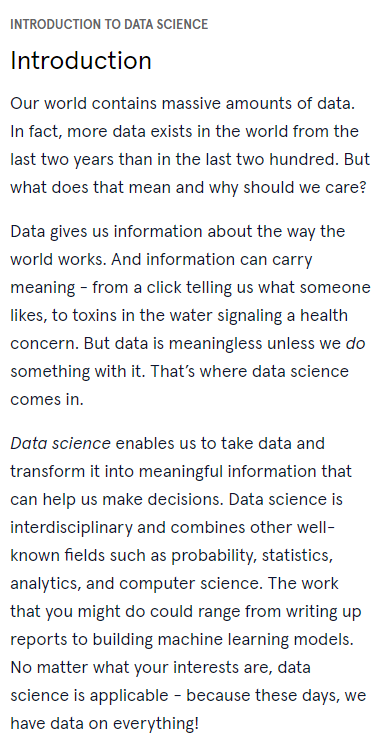 INTRODUCTION TO DATA SCIENCE
Introduction
Our world contains massive amounts of data.
In fact, more data exists in the world from the
last two years than in the last two hundred. But
what does that mean and why should we care?
Data gives us information about the way the
world works. And information can carry
meaning - from a click telling us what someone
likes, to toxins in the water signaling a health
concern. But data is meaningless unless we do
something with it. That’s where data science
comes in.
Data science enables us to take data and
transform it into meaningful information that
can help us make decisions. Data science is
interdisciplinary and combines other well-
known fields such as probability, statistics,
analytics, and computer science. The work
that you might do could range from writing up
reports to building machine learning models.
No matter what your interests are, data
science is applicable - because these days, we
have data on everything!